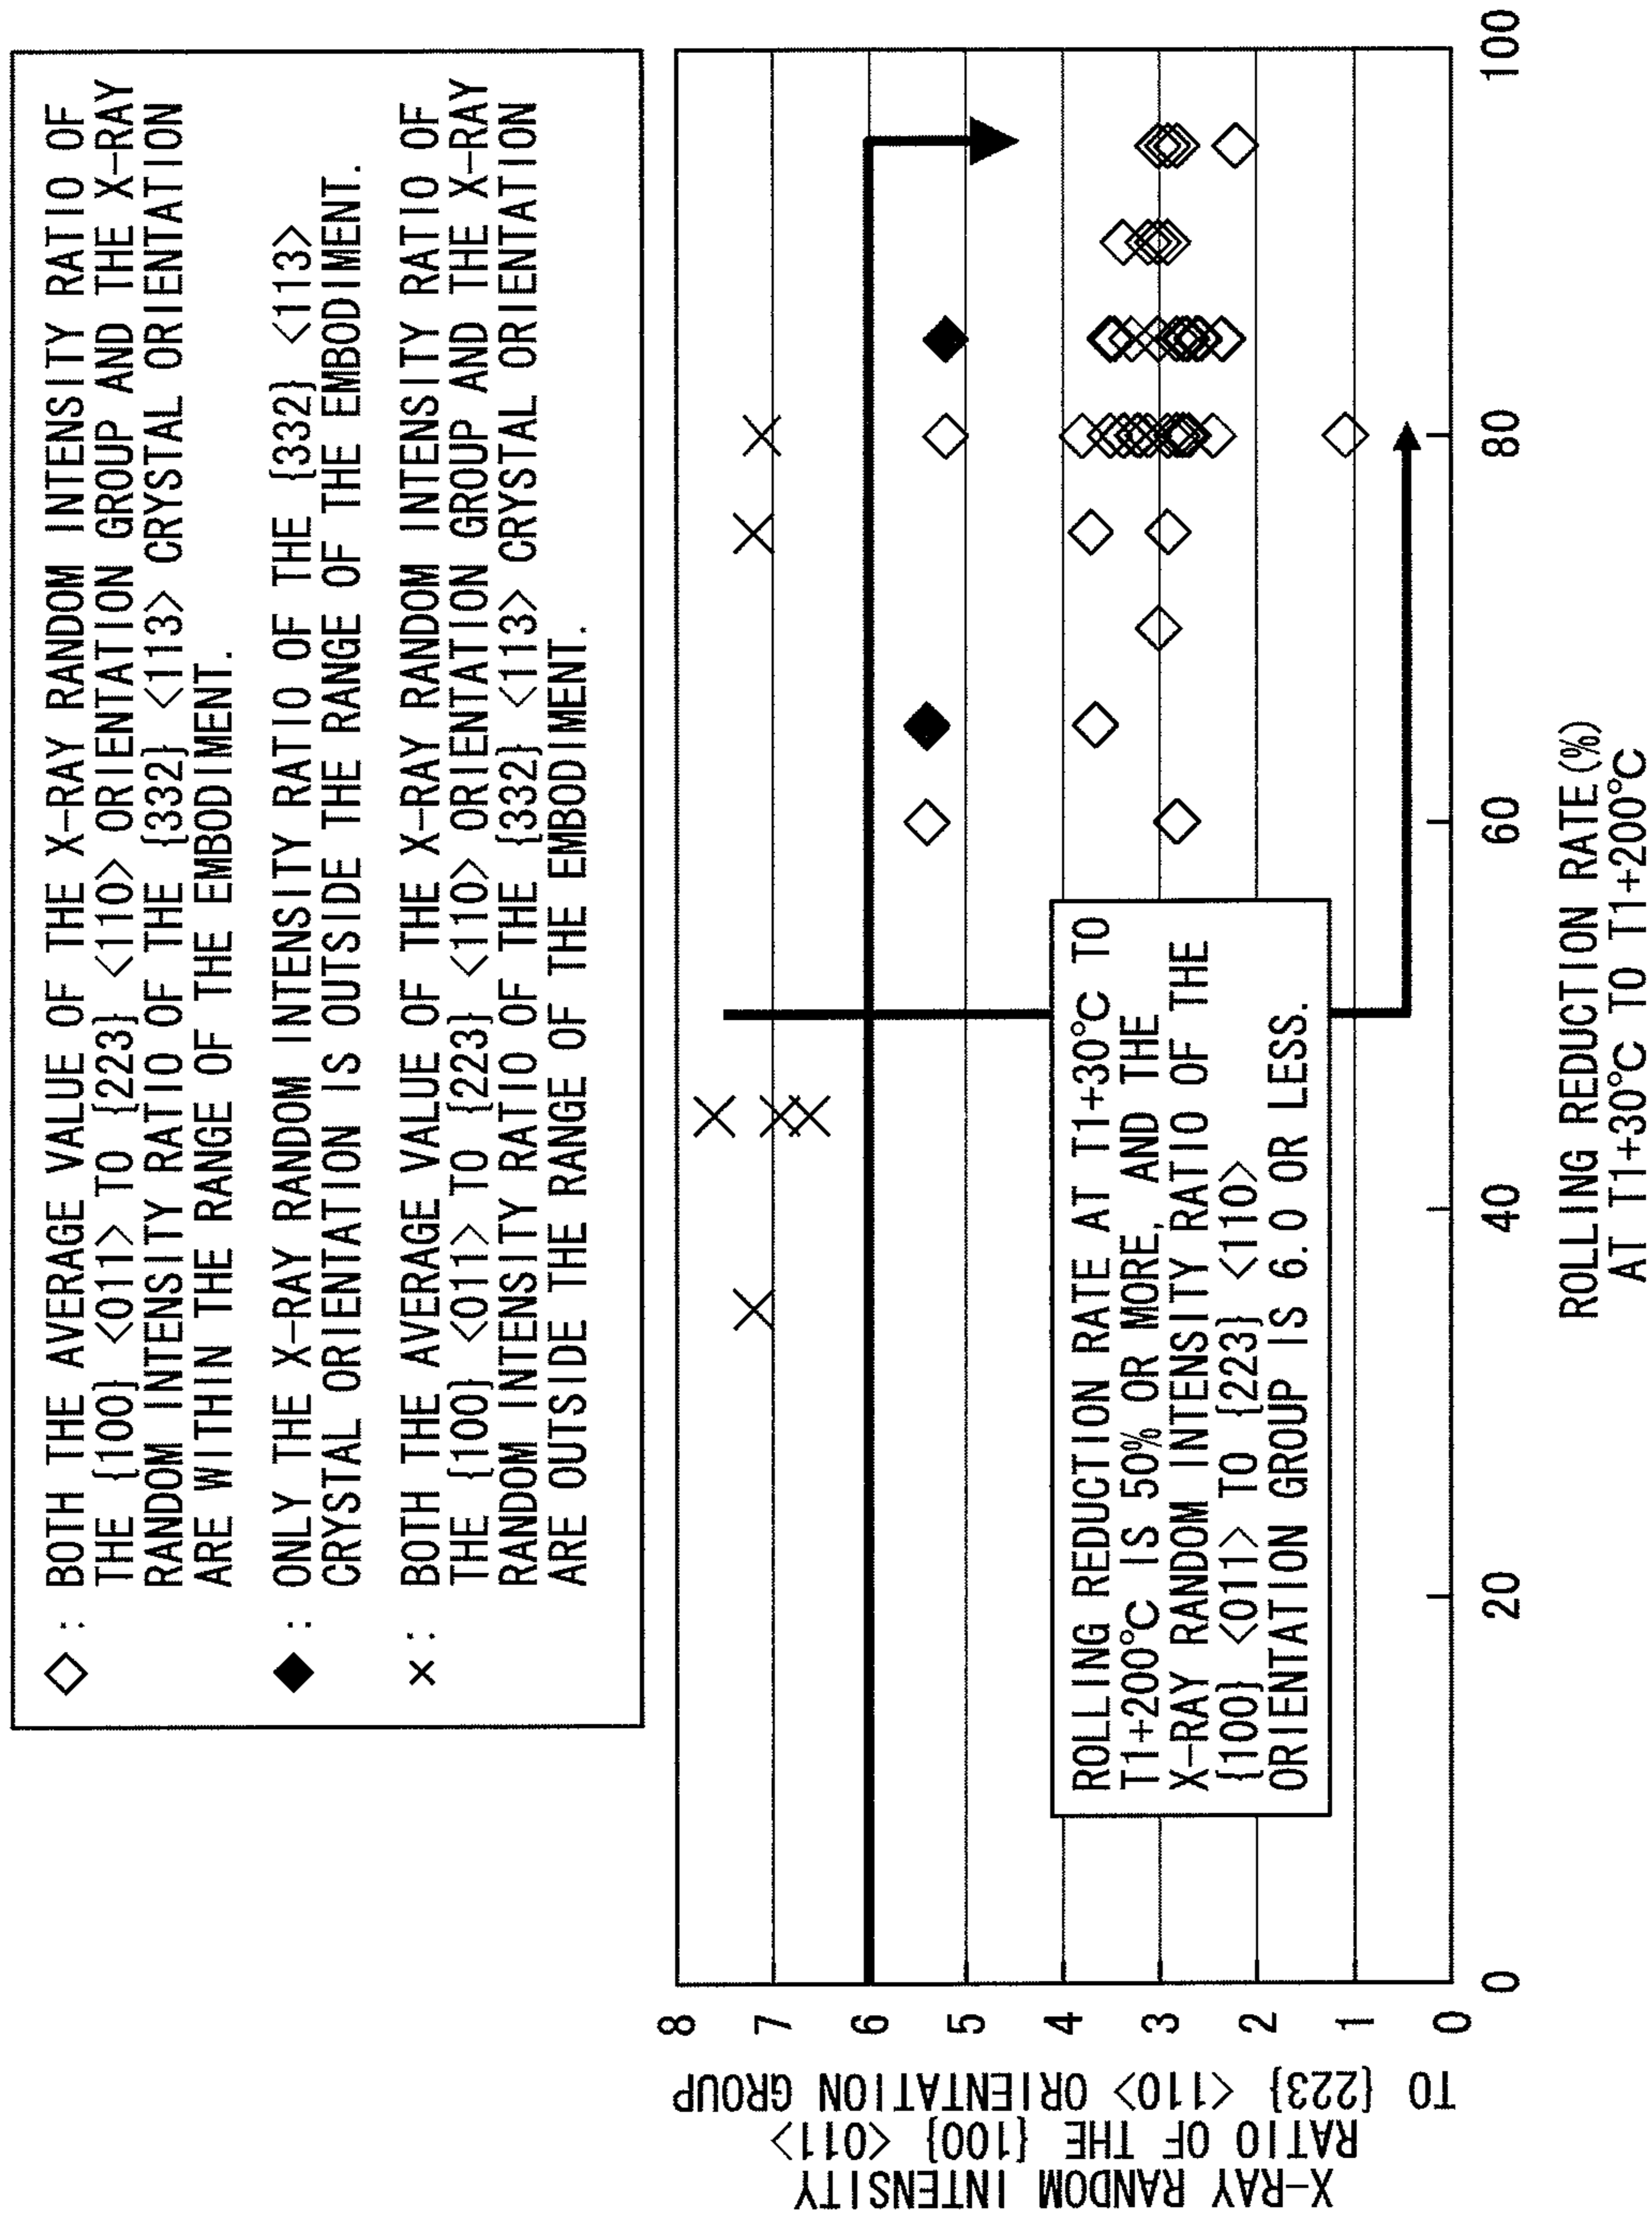 ◇ : BOTH THE AVERAGE VALUE OF THE X-RAY RANDOM INTENSITY RATIO OF
THE {100} <011> TO {223} <110> ORIENTATION GROUP AND THE X-RAY
RANDOM INTENSITY RATIO OF THE {332} <113> CRYSTAL ORIENTATION
ARE WITHIN THE RANGE OF THE EMBODIMENT.
◆ : ONLY THE X-RAY RANDOM INTENSITY RATIO OF THE {332} <113>
CRYSTAL ORIENTATION IS OUTSIDE THE RANGE OF THE EMBODIMENT.
× : BOTH THE AVERAGE VALUE OF THE X-RAY RANDOM INTENSITY RATIO OF
THE {100} <011> TO {223} <110> ORIENTATION GROUP AND THE X-RAY
RANDOM INTENSITY RATIO OF THE {332} <113> CRYSTAL ORIENTATION
ARE OUTSIDE THE RANGE OF THE EMBODIMENT.
X-RAY RANDOM INTENSITY
RATIO OF THE {100} <011>
TO {223} <110> ORIENTATION GROUP
8
7
6
5
4
3
2
1
0
ROLLING REDUCTION RATE AT T1+30°C TO
T1+200°C IS 50% OR MORE, AND THE
X-RAY RANDOM INTENSITY RATIO OF THE
{100} <011> TO {223} <110>
ORIENTATION GROUP IS 6.0 OR LESS.
0 20 40 60 80 100
ROLLING REDUCTION RATE(%)
AT T1+30°C TO T1+200°C